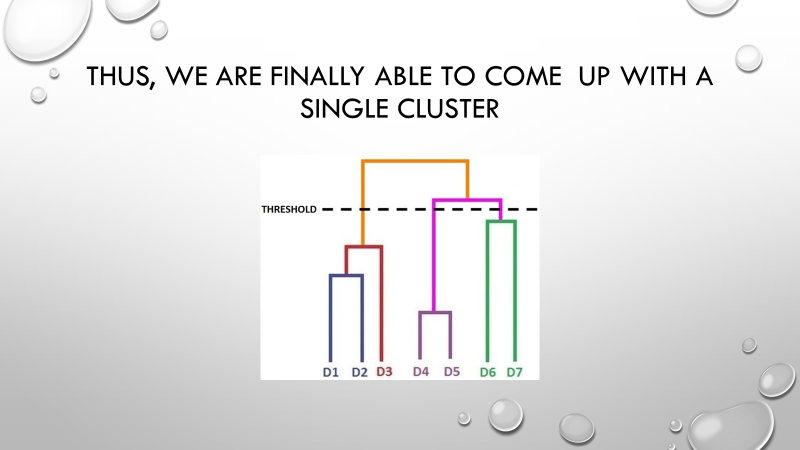 THUS, WE ARE FINALLY ABLE TO COME  UP WITH A
SINGLE CLUSTER
THRESHOLD
D1 D2 D3 D4 D5 D6 D7